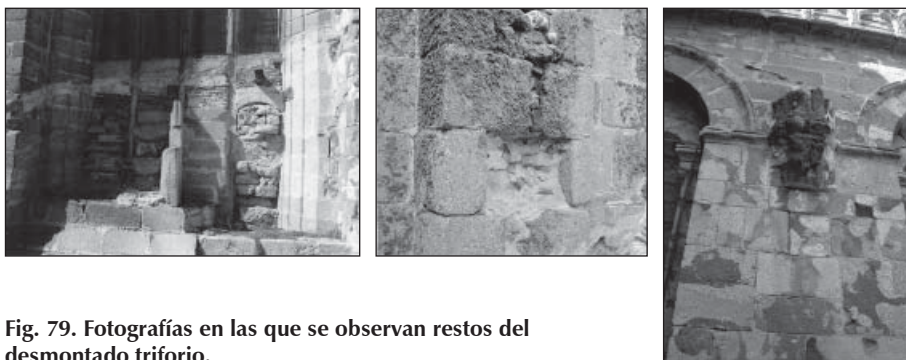 Fig. 79. Fotografías en las que se observan restos del
desmontado triforio.